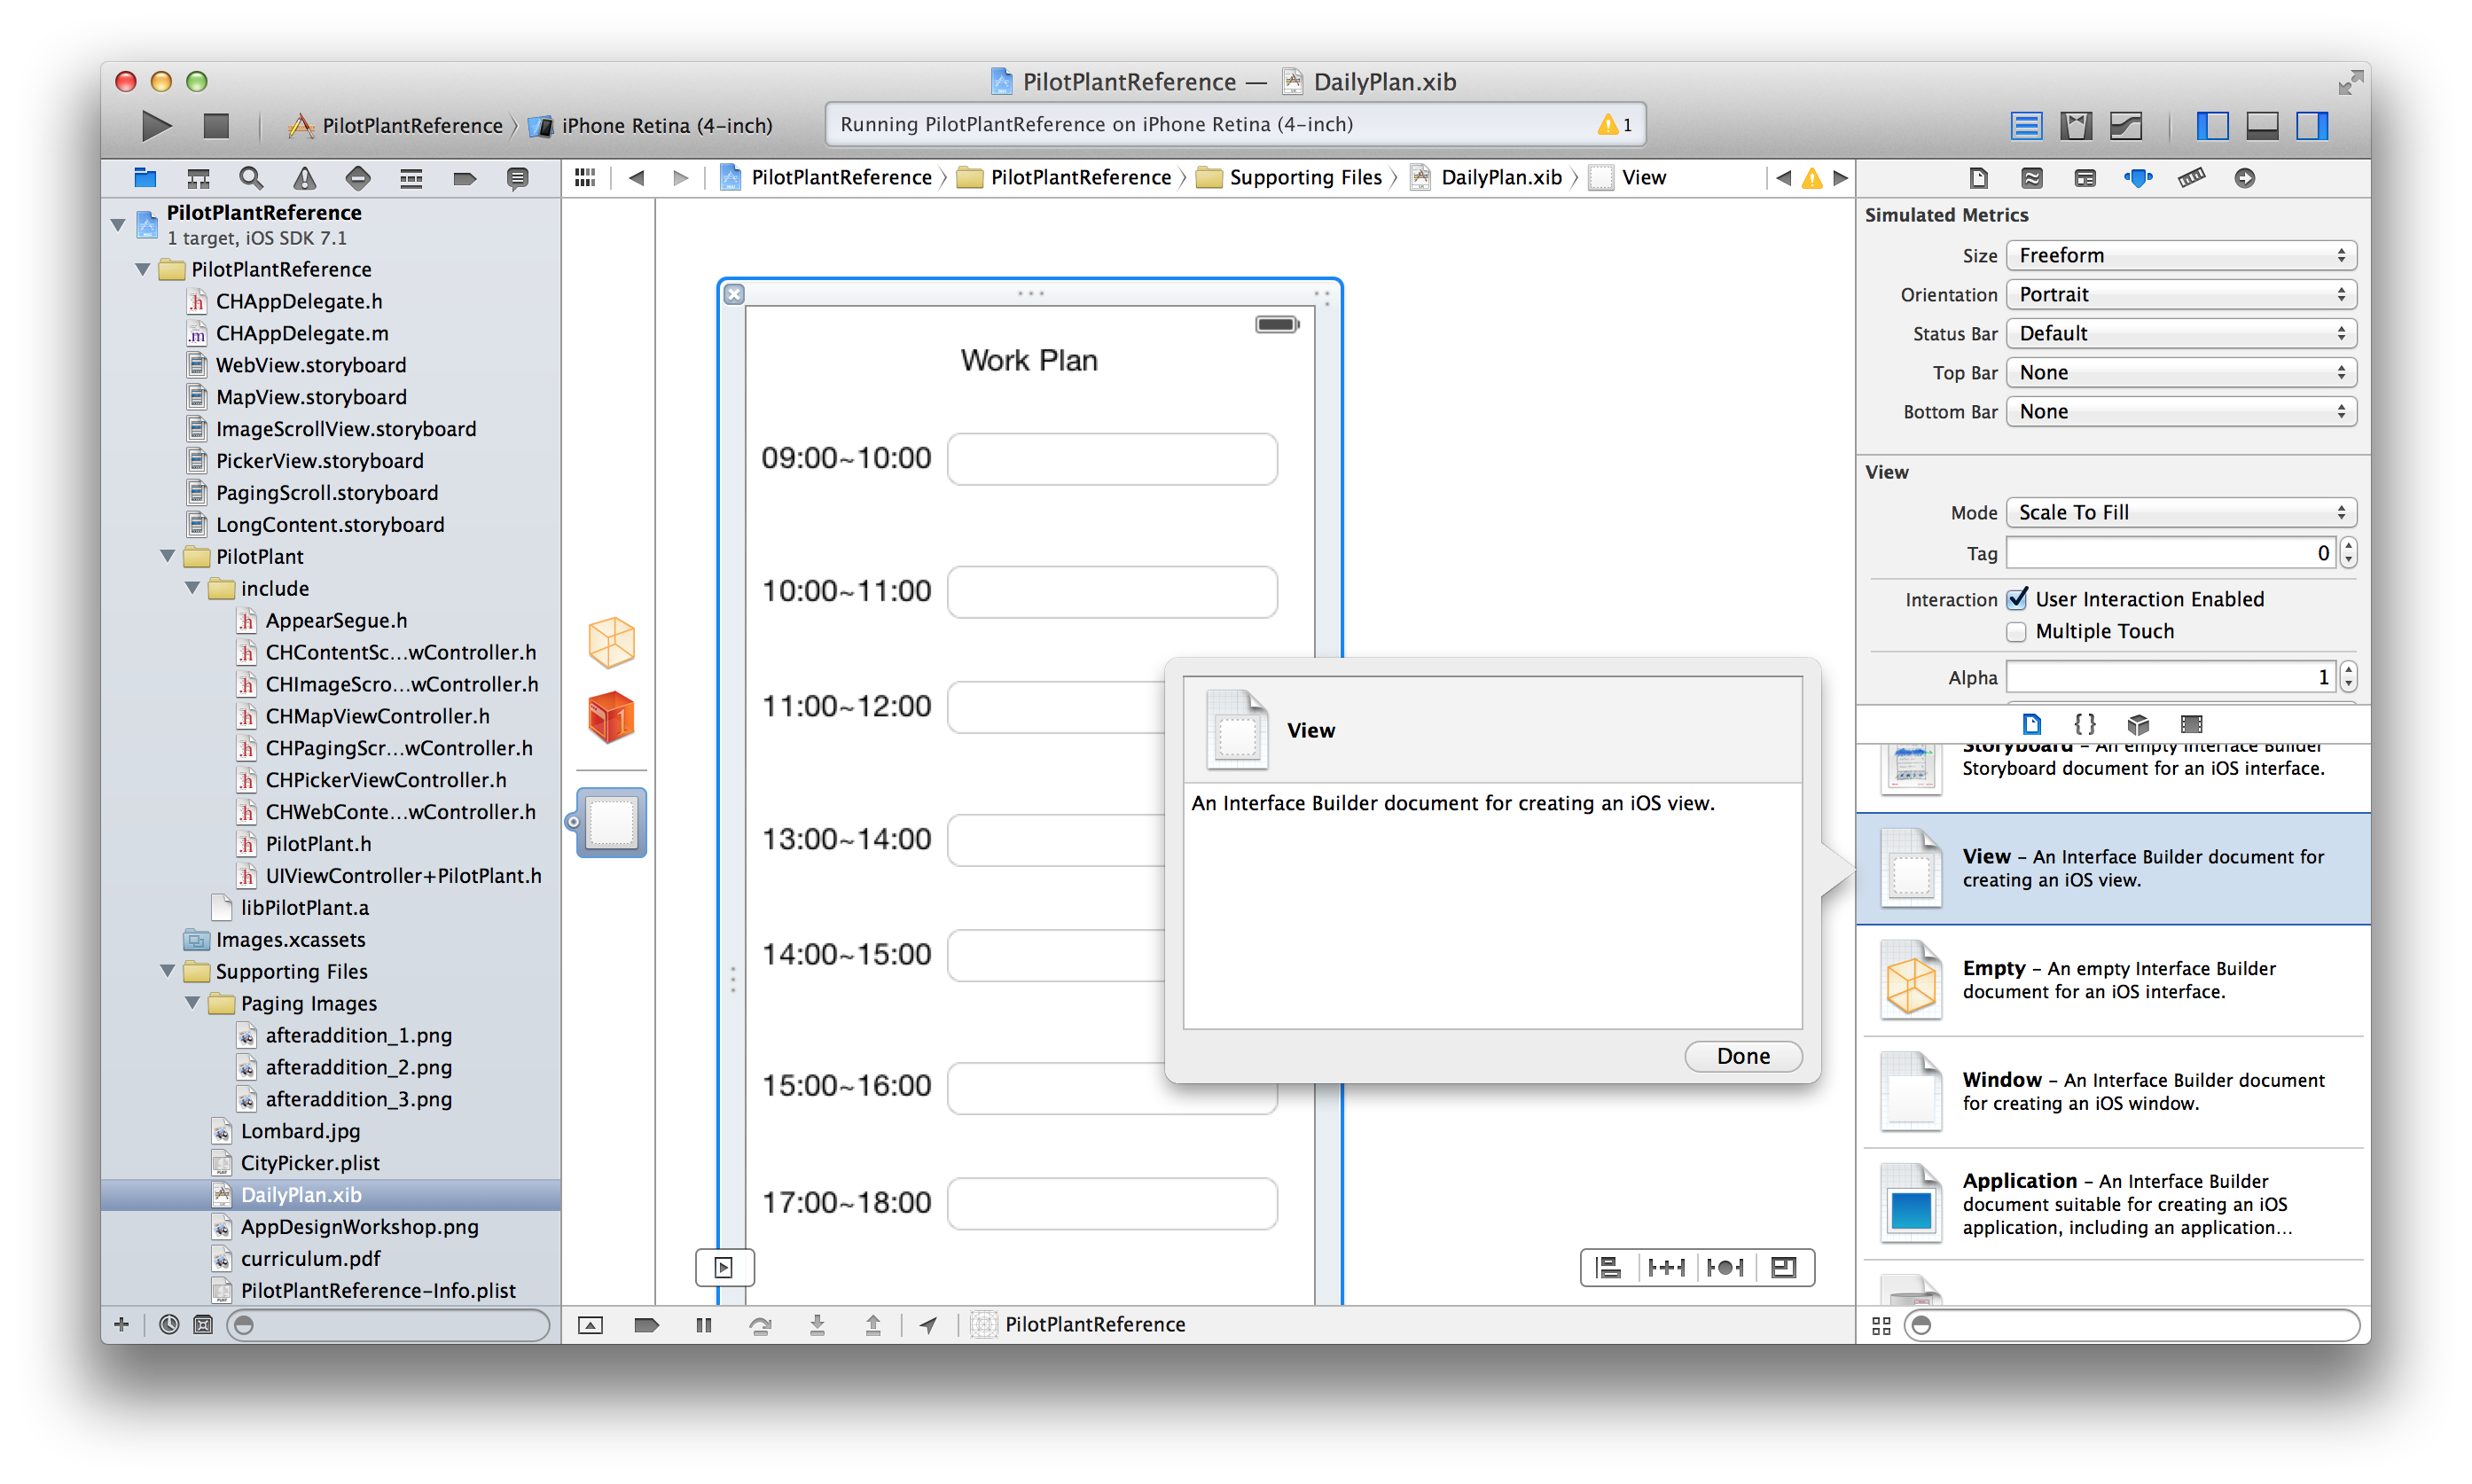 PilotPlantReference — DailyPlan.xib
PilotPlantReference
iPhone Retina (4-inch)
Running PilotPlantReference on iPhone Retina (4-inch)
1
PilotPlantReference
PilotPlantReference
Supporting Files
DailyPlan.xib
View
PilotPlantReference
1 target, iOS SDK 7.1
PilotPlantReference
CHAppDelegate.h
CHAppDelegate.m
WebView.storyboard
MapView.storyboard
ImageScrollView.storyboard
PickerView.storyboard
PagingScroll.storyboard
LongContent.storyboard
PilotPlant
include
AppearSegue.h
CHContentSc...wController.h
CHImageScro...wController.h
CHMapViewController.h
CHPagingScr...wController.h
CHPickerViewController.h
CHWebConte...wController.h
PilotPlant.h
UIViewController+PilotPlant.h
libPilotPlant.a
Images.xcassets
Supporting Files
Paging Images
afteraddition_1.png
afteraddition_2.png
afteraddition_3.png
Lombard.jpg
CityPicker.plist
DailyPlan.xib
AppDesignWorkshop.png
curriculum.pdf
PilotPlantReference-Info.plist
Work Plan
09:00~10:00
10:00~11:00
11:00~12:00
13:00~14:00
14:00~15:00
15:00~16:00
17:00~18:00
View
An Interface Builder document for creating an iOS view.
Done
PilotPlantReference
Simulated Metrics
Size Freeform
Orientation Portrait
Status Bar Default
Top Bar None
Bottom Bar None
View
Mode Scale To Fill
Tag 0
Interaction User Interaction Enabled
Multiple Touch
Alpha 1
Storyboard – An empty Interface Builder
Storyboard document for an iOS interface.
View – An Interface Builder document for
creating an iOS view.
Empty – An empty Interface Builder
document for an iOS interface.
Window – An Interface Builder document
for creating an iOS window.
Application – An Interface Builder
document suitable for creating an iOS
application, including an application...